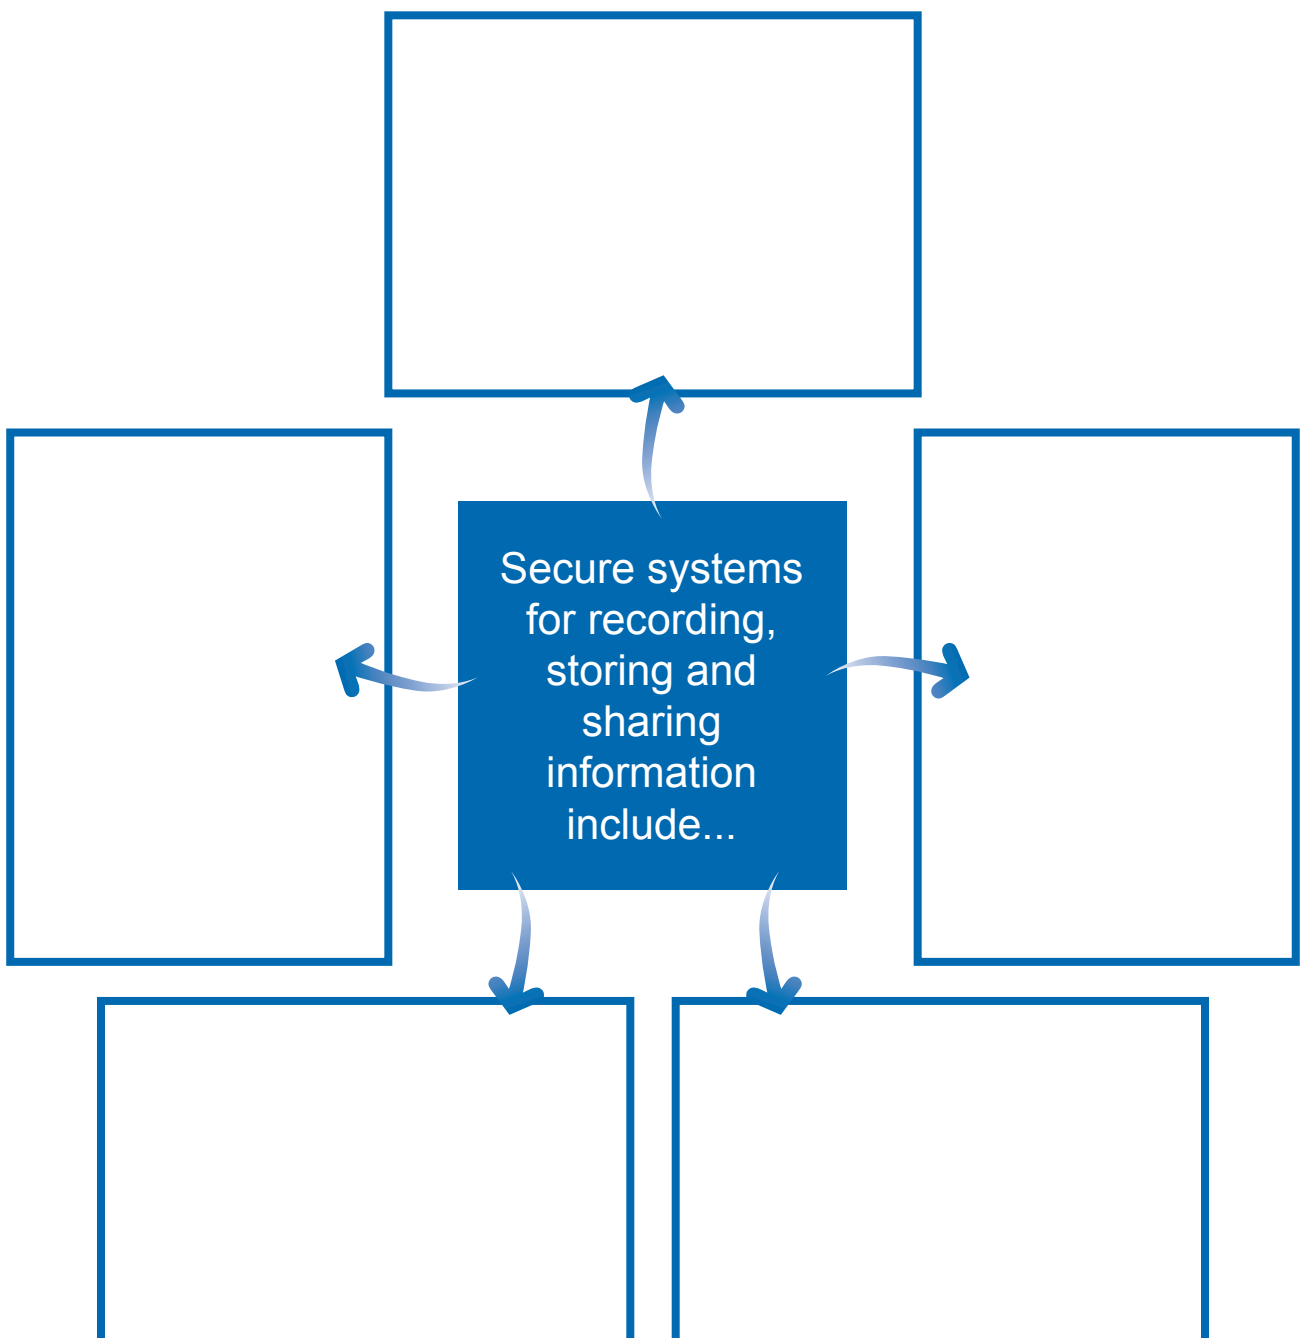 Secure systems
for recording,
storing and
sharing
information
include...